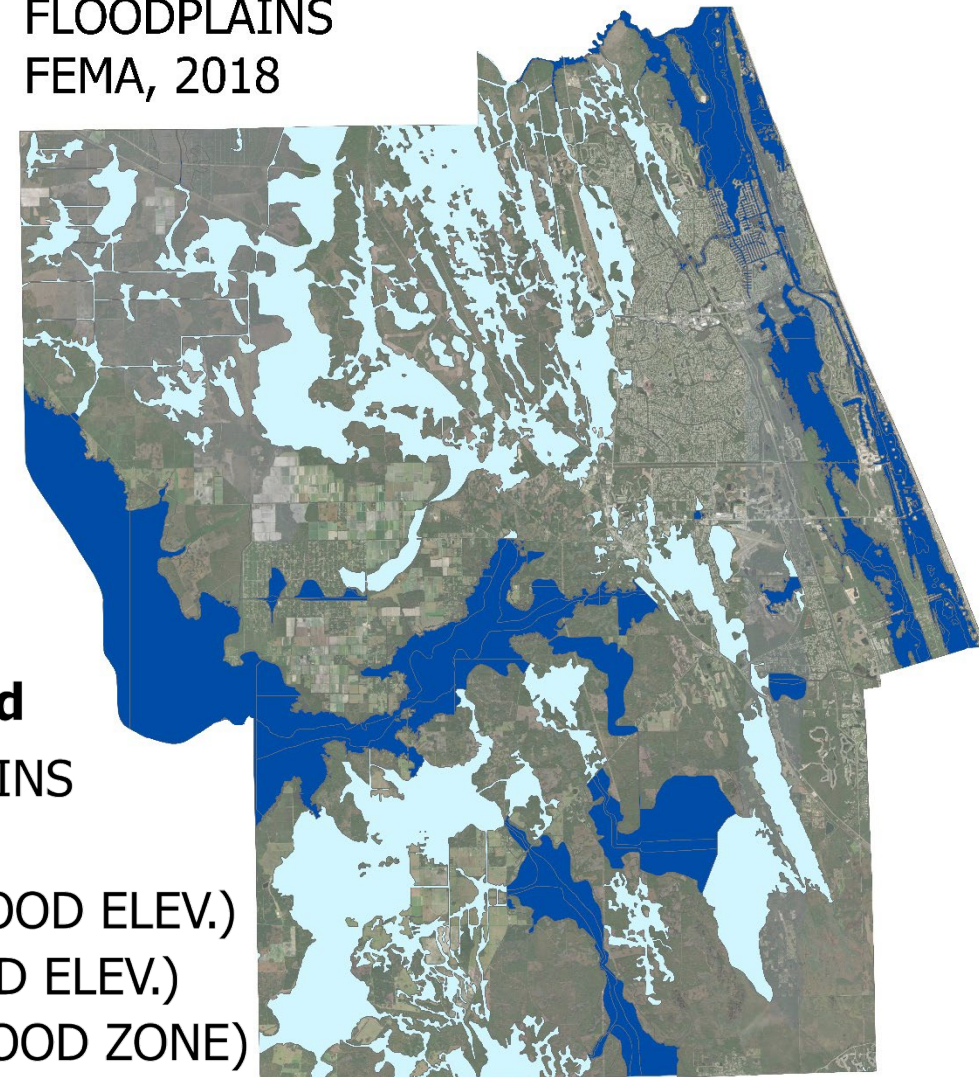 FLOODPLAINS
FEMA, 2018
d
INS
OOD ELEV.)
D ELEV.)
OOD ZONE)